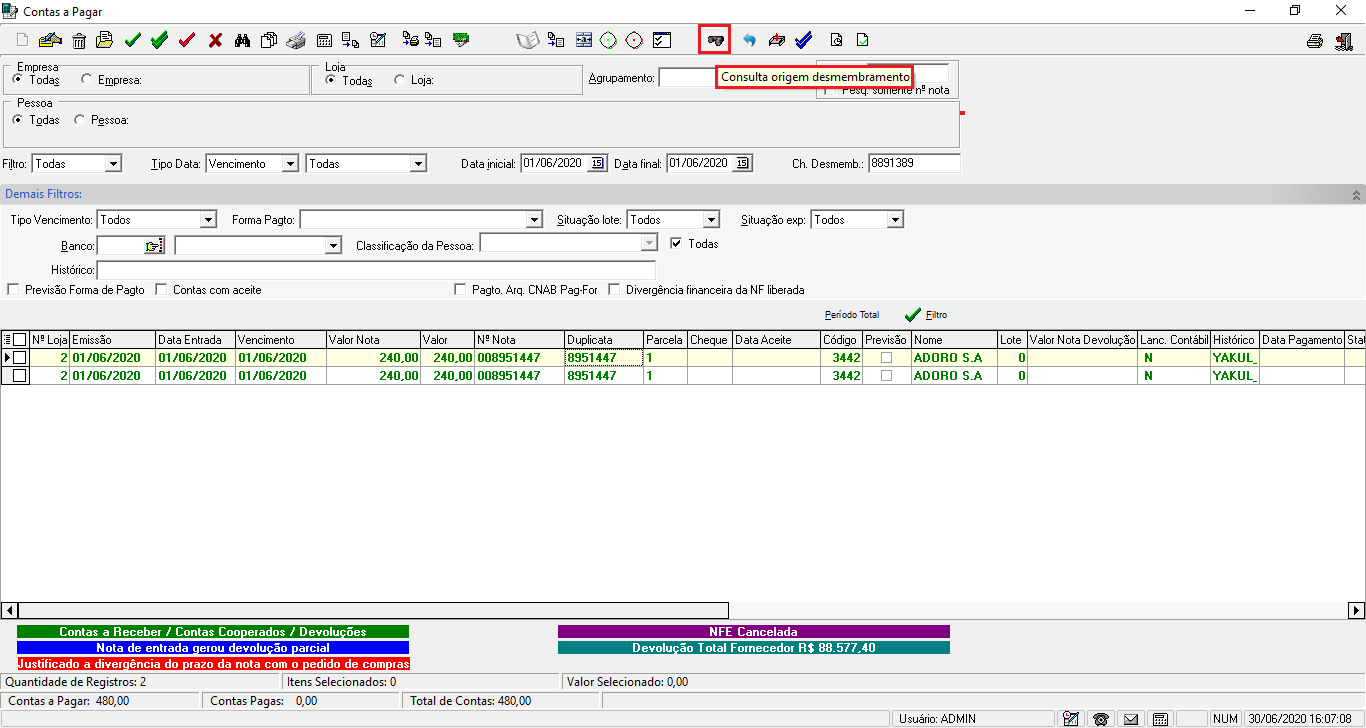 Contas a Pagar
Empresa
Todas Empresa:
Loja
Todas Loja:
Agrupamento:
Consulta origem desmembramento
Pesq. somente nº nota
Pessoa
Todas Pessoa:
Filtro: Todas Tipo Data: Vencimento Todas Data inicial: 01/06/2020 15 Data final: 01/06/2020 15 Ch. Desmemb.: 8891389
Demais Filtros:
Tipo Vencimento: Todos Forma Pagto: Situação lote: Todos Situação exp: Todos
Banco: Classificação da Pessoa: Todas
Histórico:
Previsão Forma de Pagto Contas com aceite Pagto. Arq. CNAB Pag-For Divergência financeira da NF liberada
Período Total Filtro
Nº Loja Emissão Data Entrada Vencimento Valor Nota Valor Nº Nota Duplicata Parcela Cheque Data Aceite Código Previsão Nome Lote Valor Nota Devolução Lanc. Contábil Histórico Data Pagamento
2 01/06/2020 01/06/2020 01/06/2020 240,00 240,00 008951447 8951447 1 3442 ADORO S.A 0 N YAKUL_
2 01/06/2020 01/06/2020 01/06/2020 240,00 240,00 008951447 8951447 1 3442 ADORO S.A 0 N YAKUL_
Contas a Receber / Contas Cooperados / Devoluções NFE Cancelada
Nota de entrada gerou devolução parcial Devolução Total Fornecedor R$ 88.577,40
Justificado a divergência do prazo da nota com o pedido de compras
Quantidade de Registros: 2 Itens Selecionados: 0 Valor Selecionado: 0,00
Contas a Pagar: 480,00 Contas Pagas: 0,00 Total de Contas: 480,00
Usuário: ADMIN NUM 30/06/2020 16:07:08